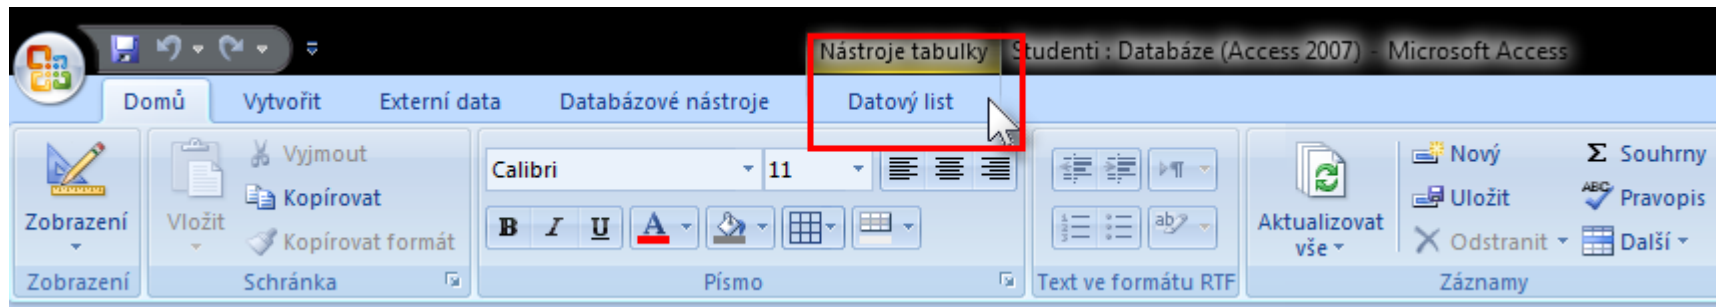 Nástroje tabulky Studenti : Databáze (Access 2007) - Microsoft Access
Domů Vytvořit Externí data Databázové nástroje Datový list
Vyjmout
Calibri 11
Nový Σ Souhrny
Kopírovat
Uložit ABC Pravopis
Zobrazení Vložit
B I U A ab
Aktualizovat vše
Kopírovat formát
Odstranit Další
Zobrazení Schránka Písmo Text ve formátu RTF Záznamy